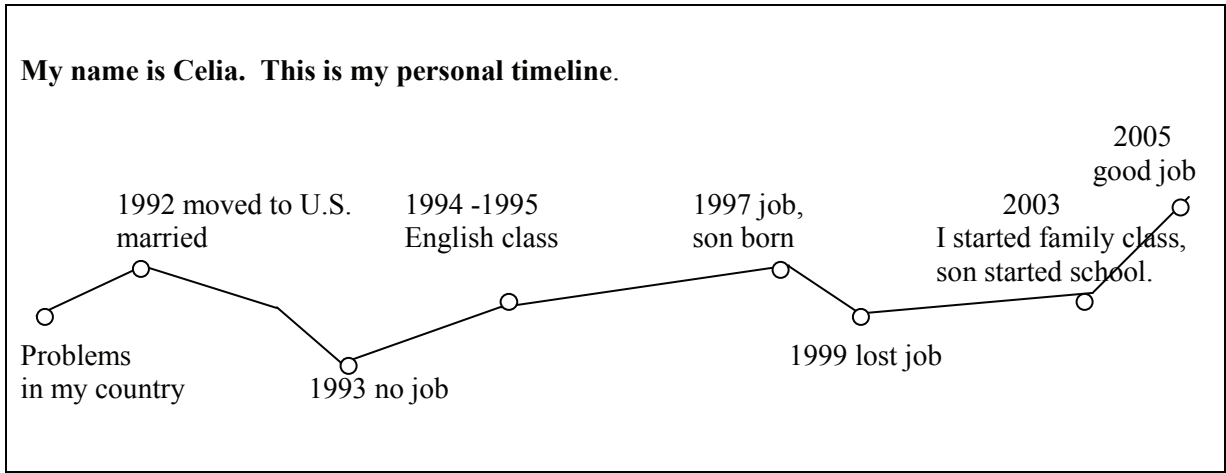 My name is Celia.  This is my personal timeline.
2005
good job
1992 moved to U.S.
married
1994 -1995
English class
1997 job,
son born
2003
I started family class,
son started school.
Problems
in my country
1993 no job
1999 lost job